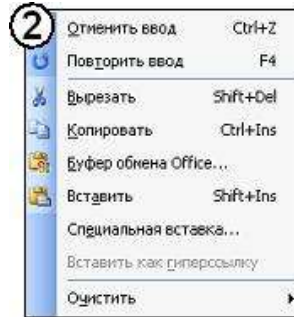 2
Отменить ввод Ctrl+Z
Повторить ввод F4
Вырезать Shift+Del
Копировать Ctrl+Ins
Буфер обмена Office...
Вставить Shift+Ins
Специальная вставка...
Вставить как гиперссылку
Очистить